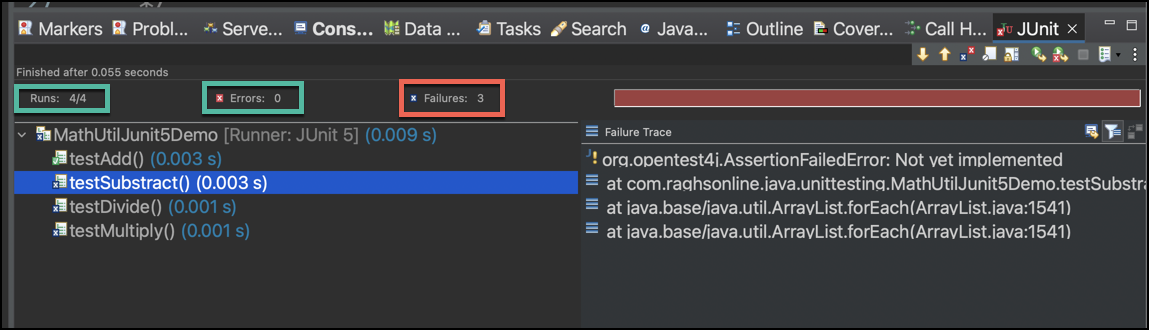 Markers Probl... Serve... Cons... Data ... Tasks Search Java... Outline Cover... Call H... JUnit
Finished after 0.055 seconds
Runs: 4/4 Errors: 0 Failures: 3
MathUtilJunit5Demo [Runner: JUnit 5] (0.009 s)
testAdd() (0.003 s)
testSubstract() (0.003 s)
testDivide() (0.001 s)
testMultiply() (0.001 s)
Failure Trace
org.opentest4j.AssertionFailedError: Not yet implemented
at com.raghsonline.java.unittesting.MathUtilJunit5Demo.testSubstra
at java.base/java.util.ArrayList.forEach(ArrayList.java:1541)
at java.base/java.util.ArrayList.forEach(ArrayList.java:1541)